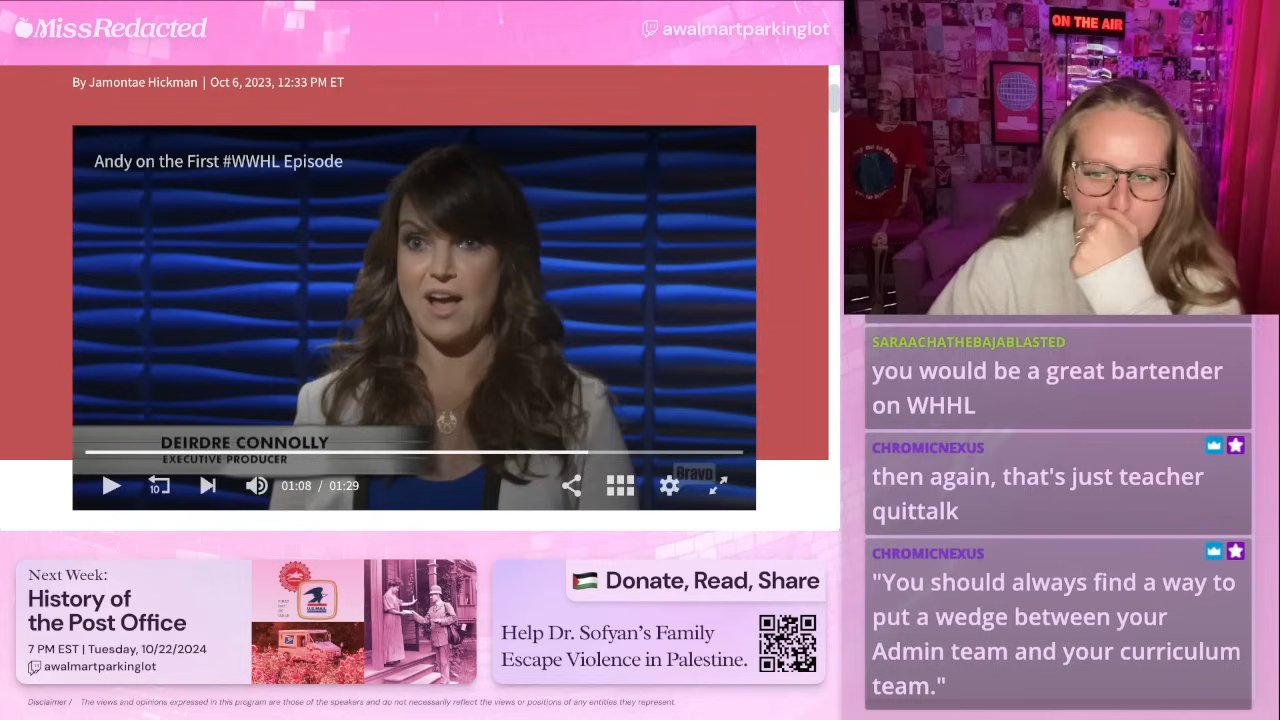 MissRedacted
awalmartparkinglot
ON THE AIR
By Jamontae Hickman | Oct 6, 2023, 12:33 PM ET
Andy on the First #WWHL Episode
DEIRDRE CONNOLLY
EXECUTIVE PRODUCER
Bravo
10
01:08 / 01:29
SARAACHATHEBAJABLASTED
you would be a great bartender
on WHHL
CHROMICNEXUS
then again, that's just teacher
quittalk
CHROMICNEXUS
"You should always find a way to
put a wedge between your
Admin team and your curriculum
team."
Next Week:
History of
the Post Office
7 PM EST | Tuesday, 10/22/2024
awalmartparkinglot
U.S.MAIL
Donate, Read, Share
Help Dr. Sofyan's Family
Escape Violence in Palestine.
Disclaimer / The views and opinions expressed in this program are those of the speakers and do not necessarily reflect the views or positions of any entities they represent.